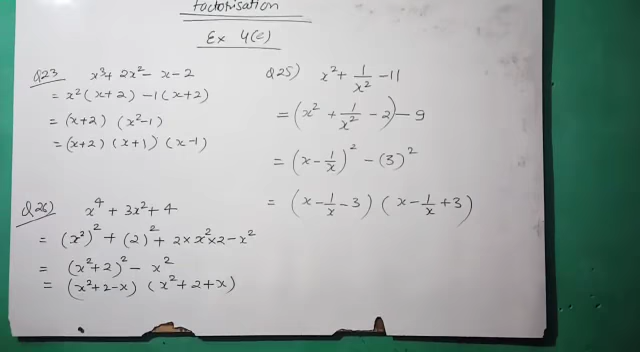 factorisation
Ex 4(c)
Q23 x³ + 2x² - x - 2
= x²(x+2) -1(x+2)
= (x+2) (x²-1)
= (x+2) (x+1) (x-1)
Q25) x² + 1/x² - 11
= (x² + 1/x² - 2) - 9
= (x - 1/x)² - (3)²
= (x - 1/x - 3) (x - 1/x + 3)
Q26) x⁴ + 3x² + 4
= (x²)² + (2)² + 2×x²×2 - x²
= (x²+2)² - x²
= (x²+2-x) (x²+2+x)